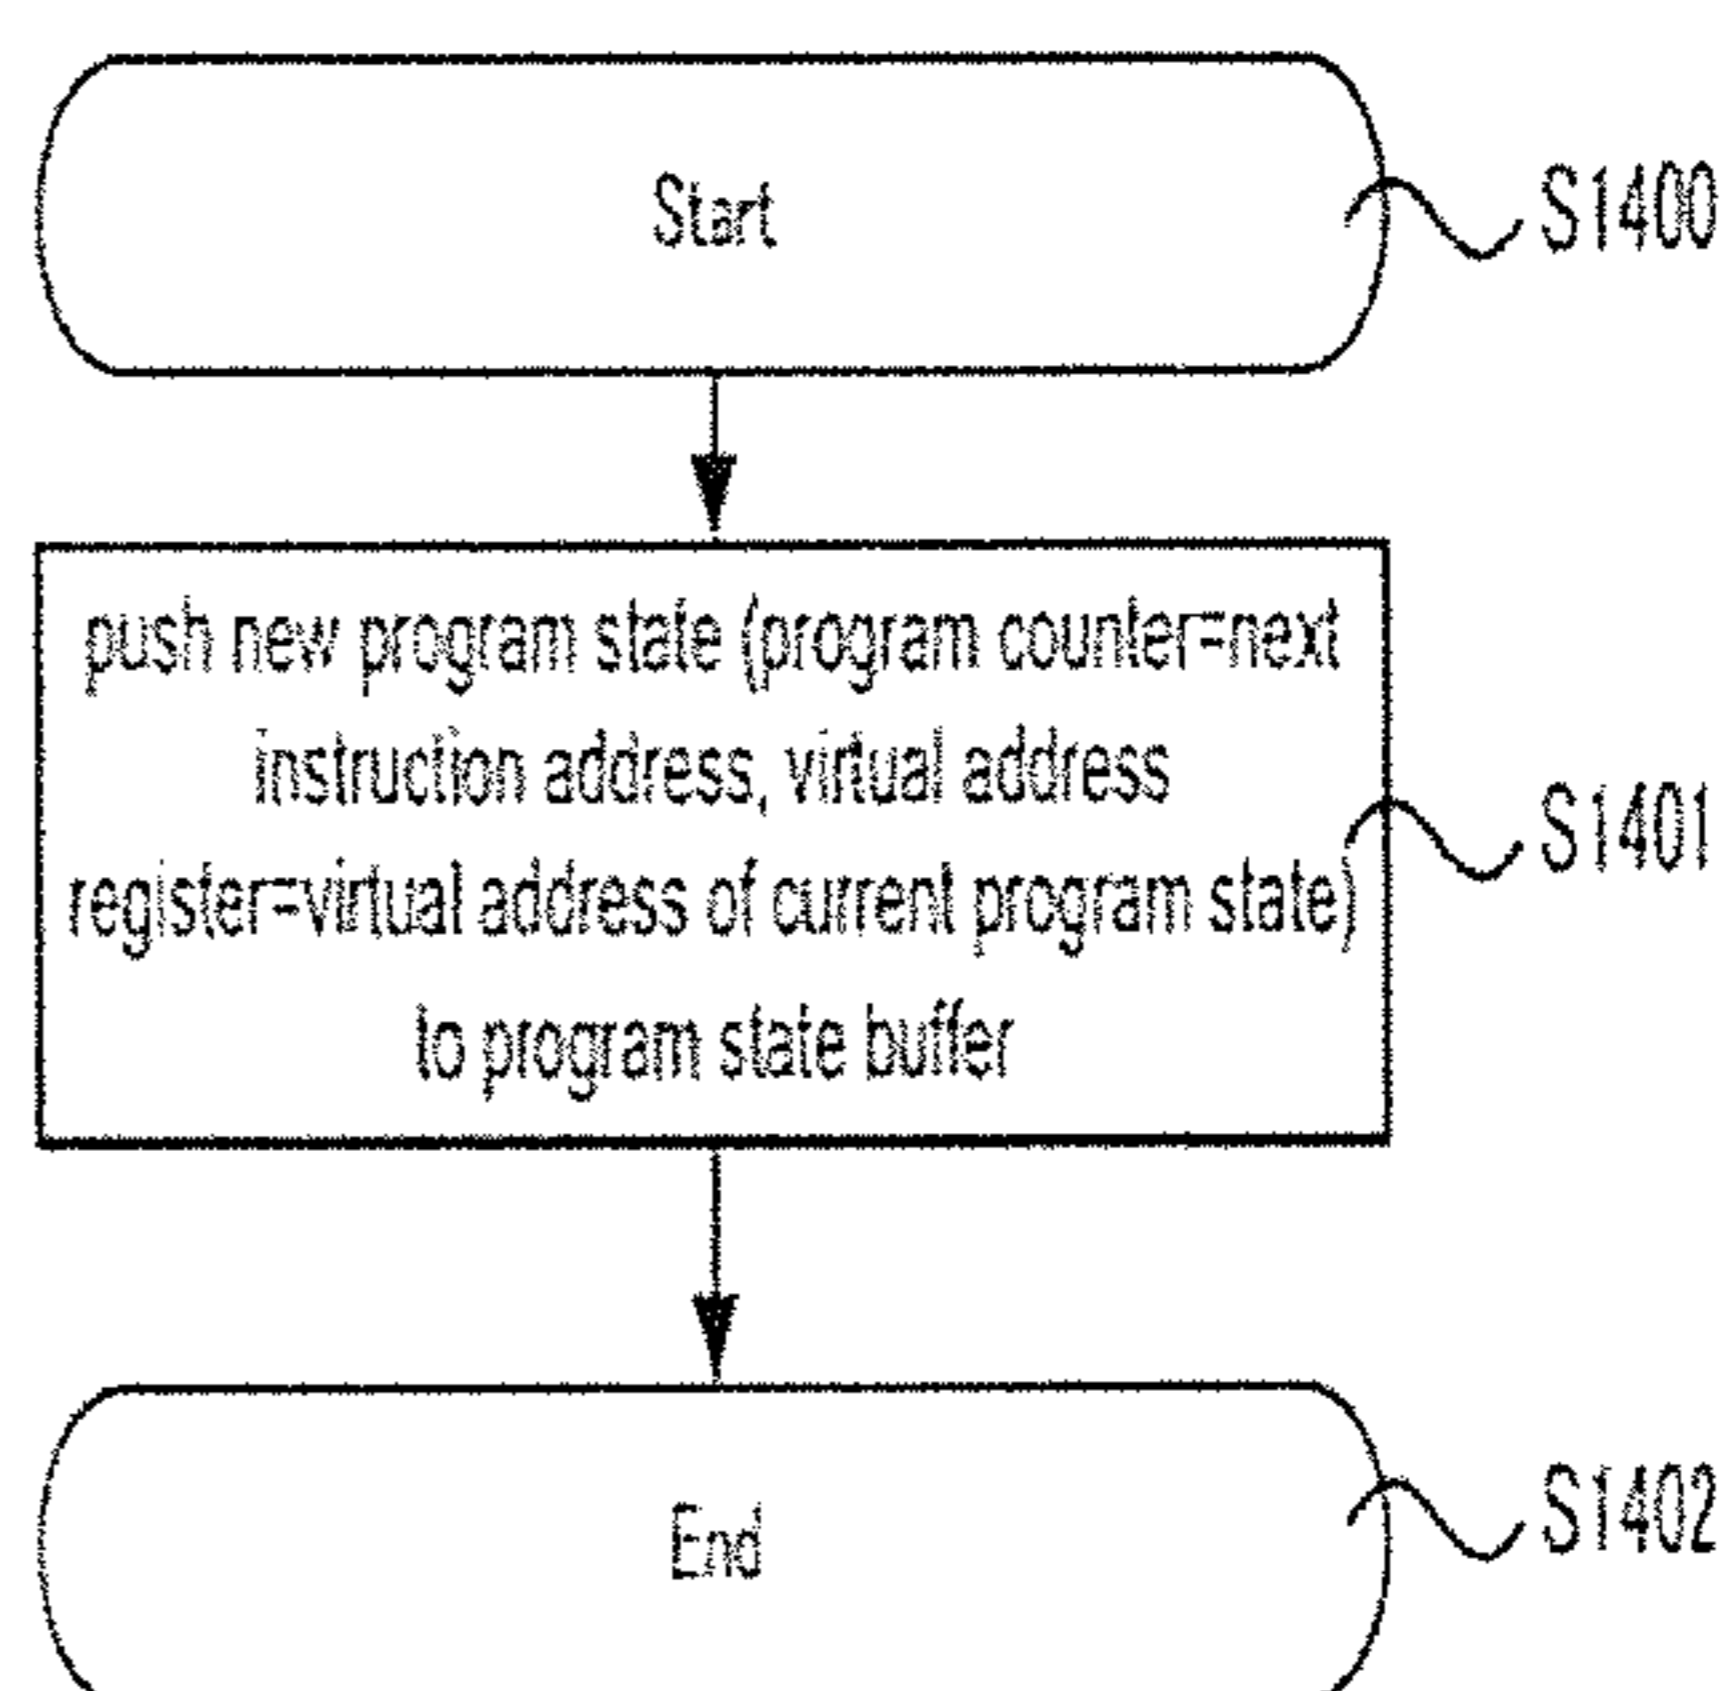 Start
S1400
push new program state (program counter=next
instruction address, virtual address
S1401
register=virtual address of current program state)
to program state buffer
End
S1402